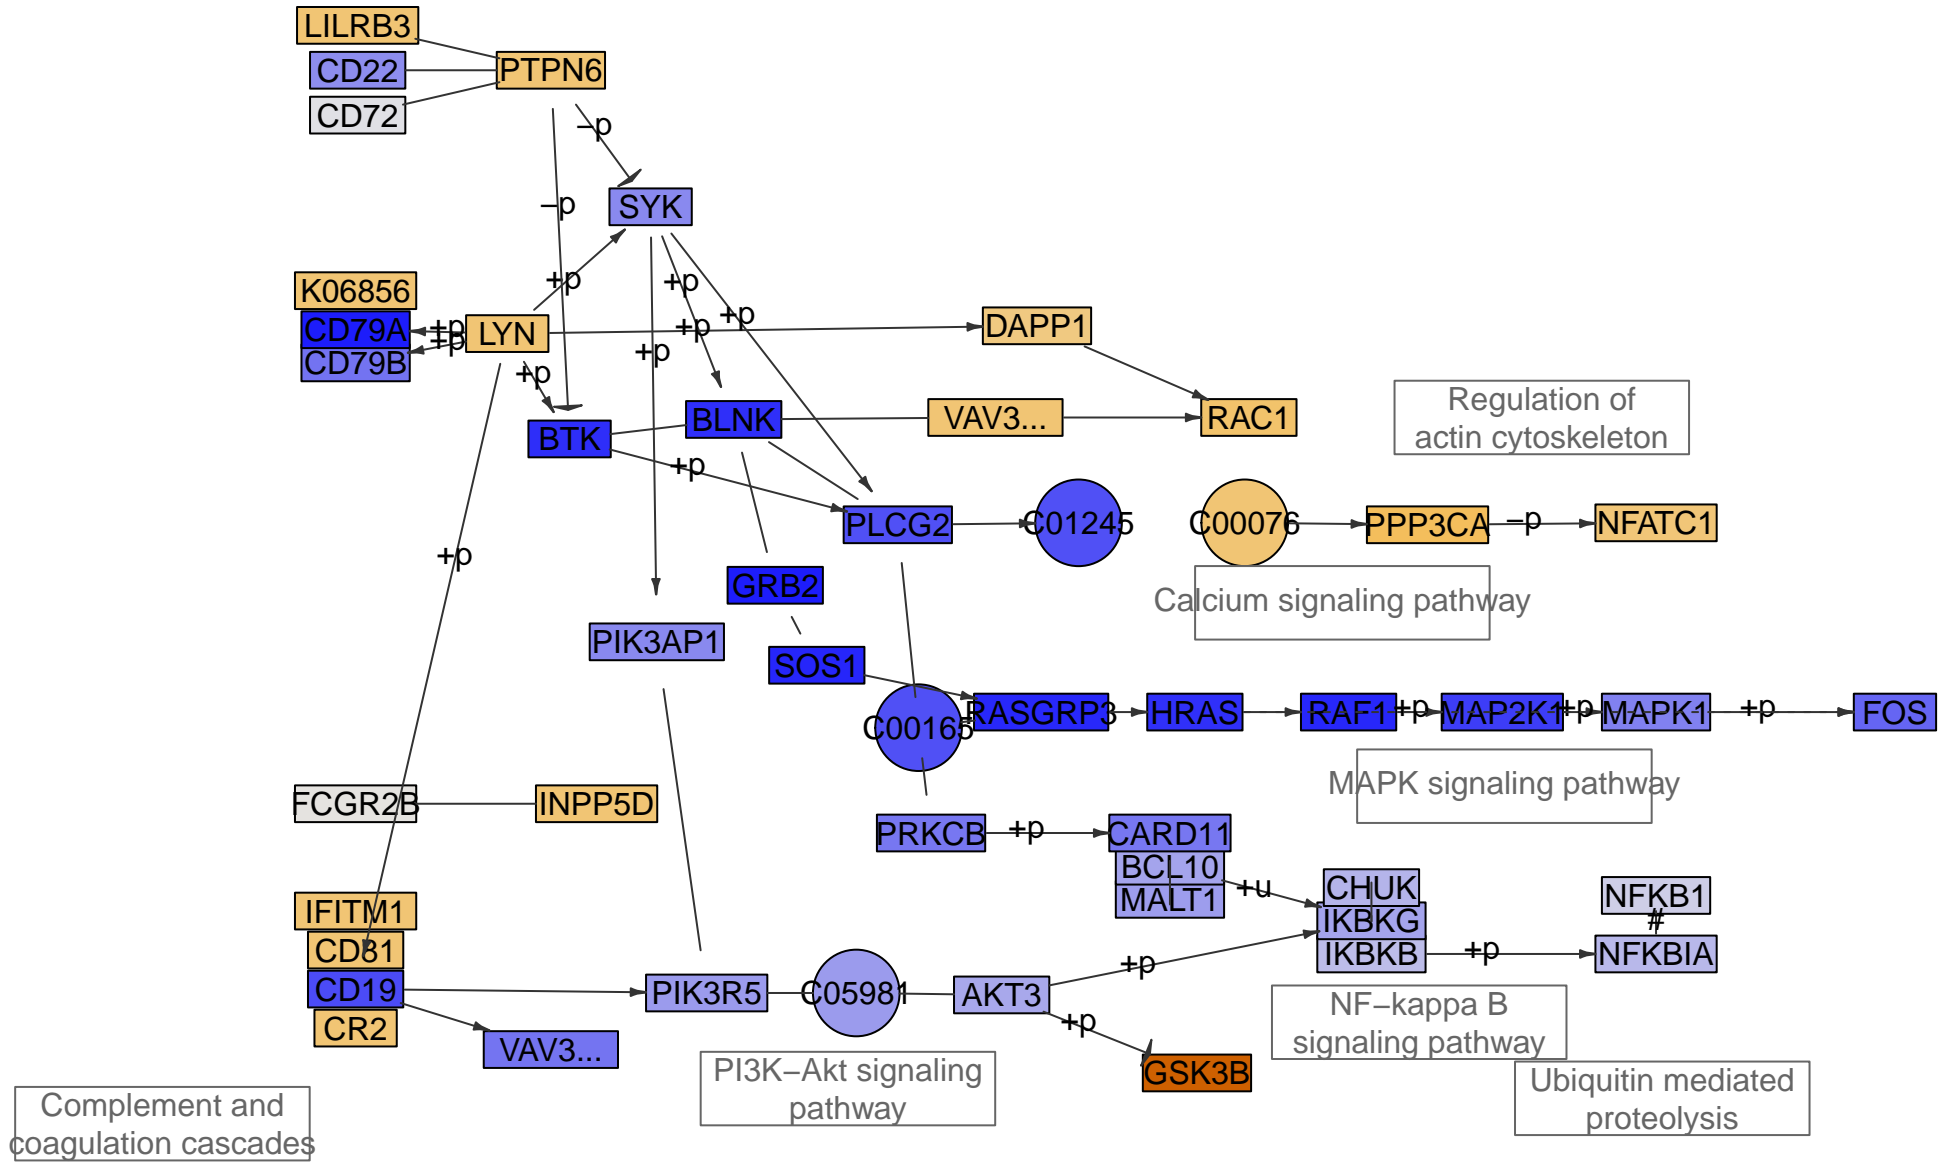 LILRB3
CD22
PTPN6
CD72
–p
SYK
–p
+p
+p
K06856
+p
CD79A
+p
LYN
+p
DAPP1
+p
CD79B
+p
+p
Regulation of
actin cytoskeleton
BTK
BLNK
VAV3...
RAC1
+p
PLCG2
C01245
C00076
PPP3CA
–p
NFATC1
+p
GRB2
Calcium signaling pathway
PIK3AP1
SOS1
C00165
RASGRP3
HRAS
RAF1
+p
MAP2K1
+p
MAPK1
+p
FOS
MAPK signaling pathway
FCGR2B
INPP5D
PRKCB
+p
CARD11
BCL10
MALT1
+u
CHUK
IKBKG
IKBKB
NFKB1
#
+p
NFKBIA
IFITM1
CD81
CD19
CR2
VAV3...
PIK3R5
C05981
AKT3
+p
+p
GSK3B
NF–kappa B
signaling pathway
PI3K–Akt signaling
pathway
Ubiquitin mediated
proteolysis
Complement and
coagulation cascades
+p